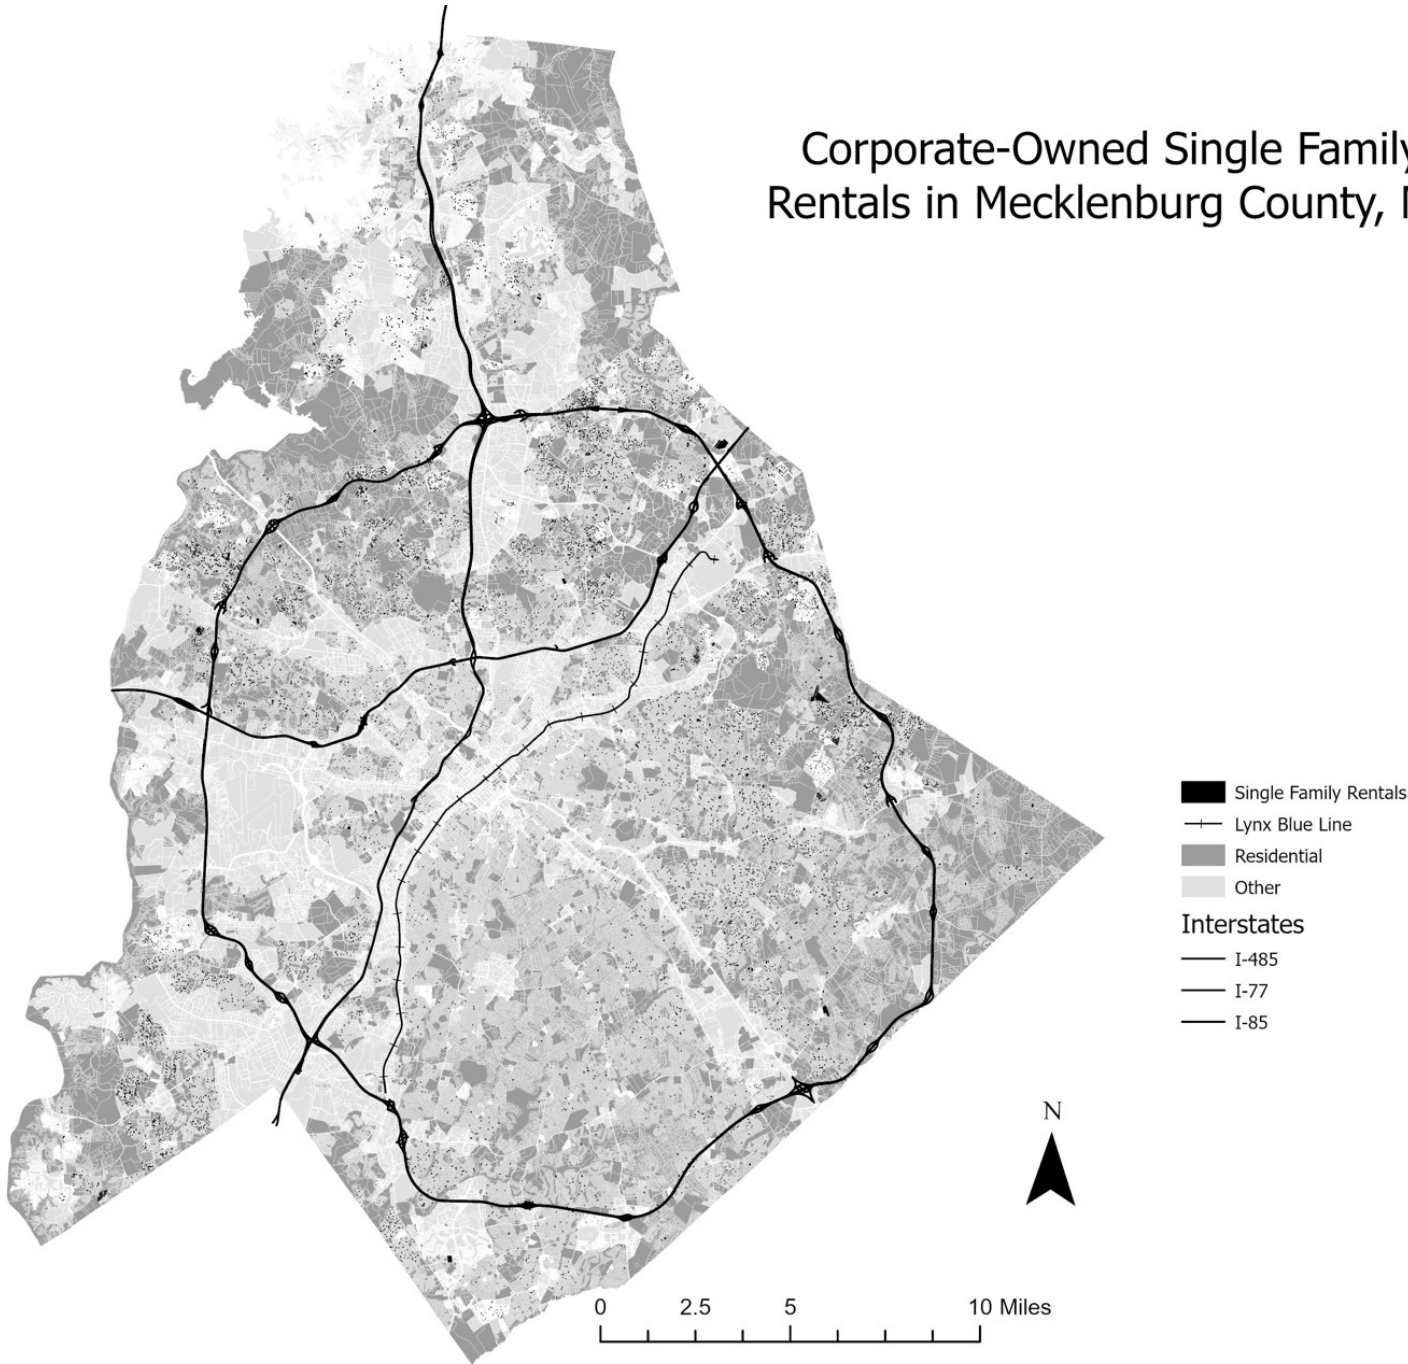 Corporate-Owned Single Family
Rentals in Mecklenburg County,
Single Family Rentals
Lynx Blue Line
Residential
Other
Interstates
I-485
I-77
I-85
N
0 2.5 5 10 Miles